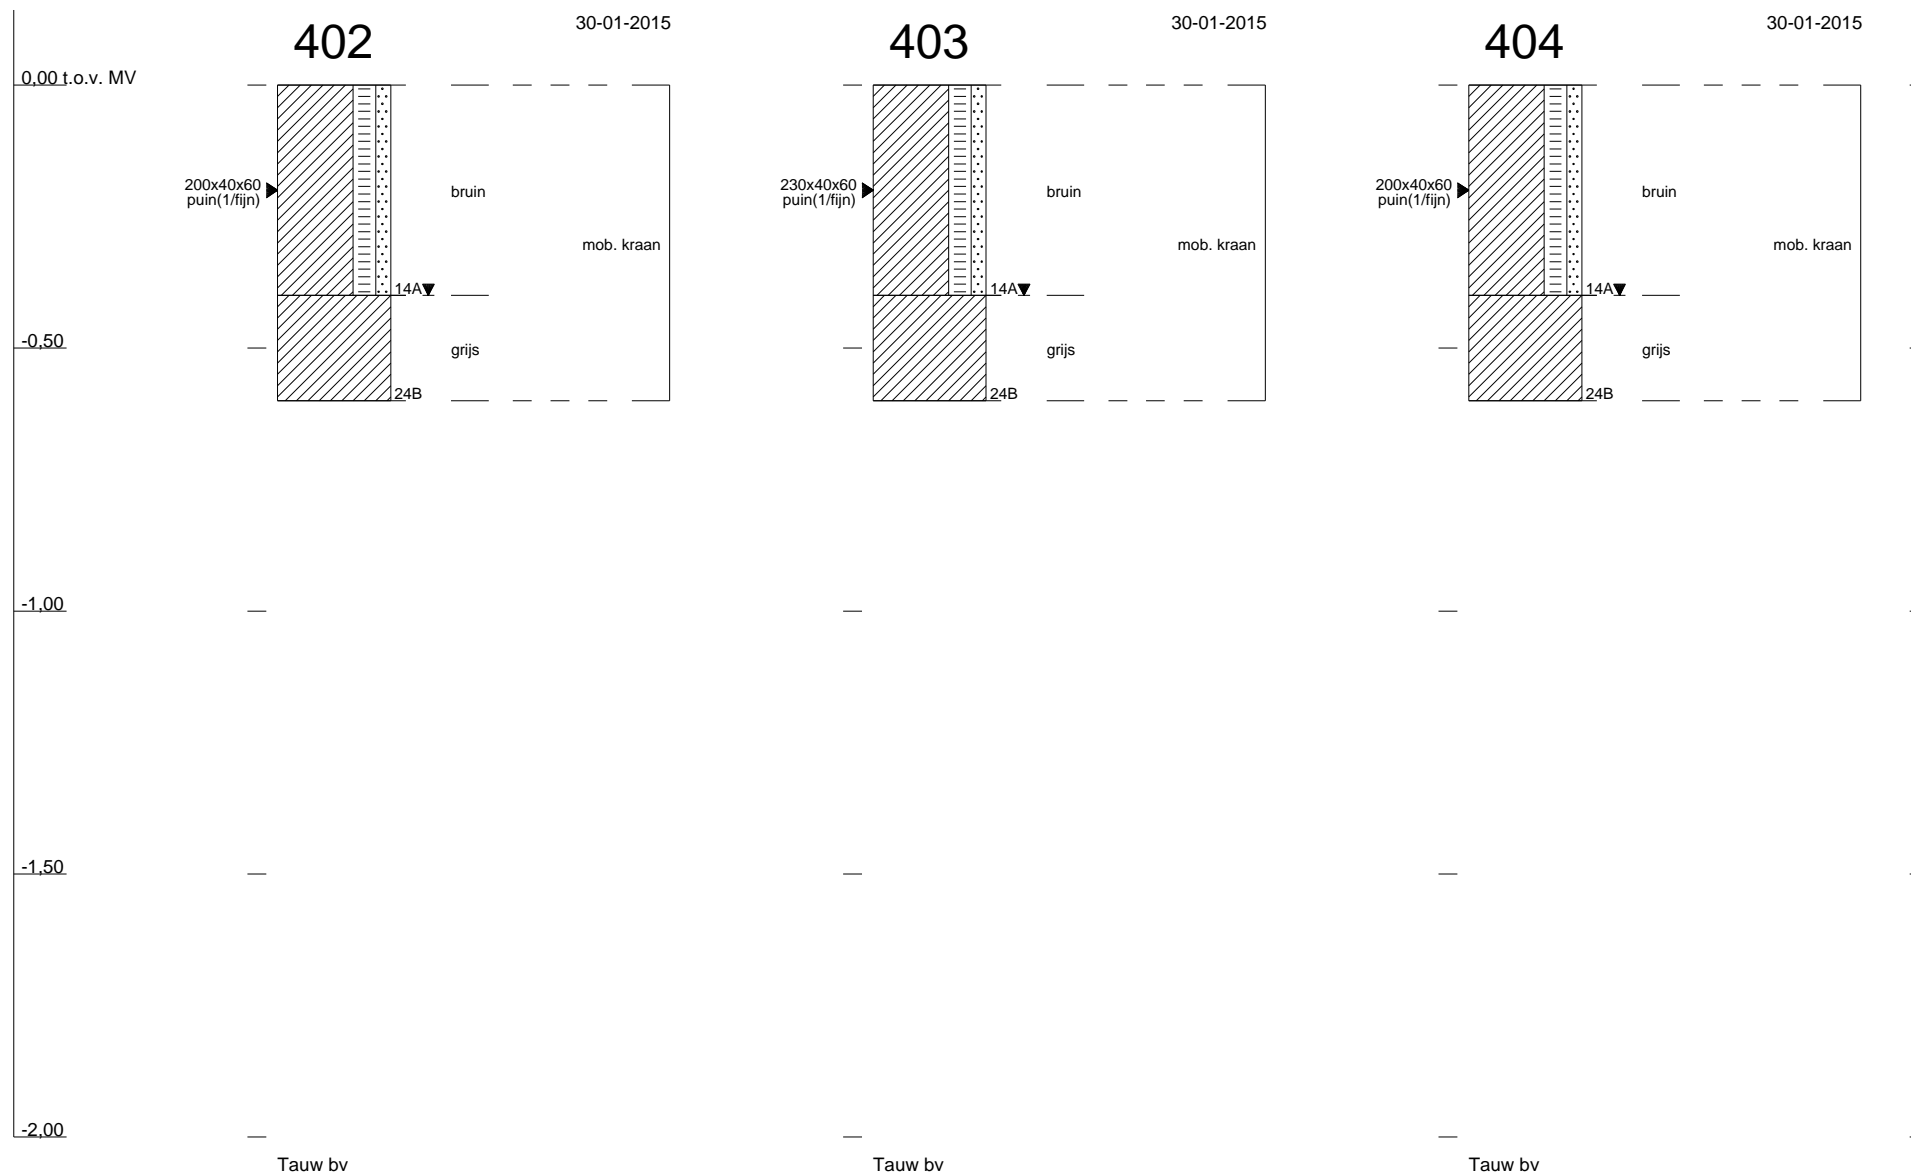 402
30-01-2015
403
30-01-2015
404
30-01-2015
0,00 t.o.v. MV
200x40x60
puin(1/fijn)
bruin
mob. kraan
14A
grijs
24B
230x40x60
puin(1/fijn)
bruin
mob. kraan
14A
grijs
24B
200x40x60
puin(1/fijn)
bruin
mob. kraan
14A
grijs
24B
-0,50
-1,00
-1,50
-2,00
Tauw bv
Tauw bv
Tauw bv